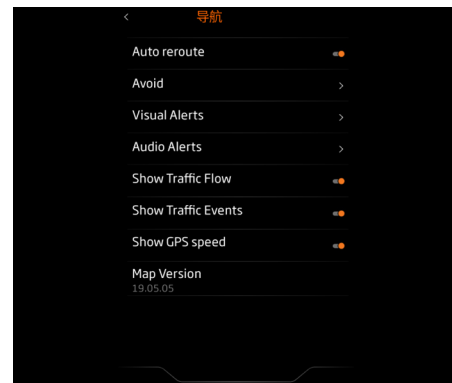 导航
Auto reroute
Avoid
Visual Alerts
Audio Alerts
Show Traffic Flow
Show Traffic Events
Show GPS speed
Map Version
19.05.05